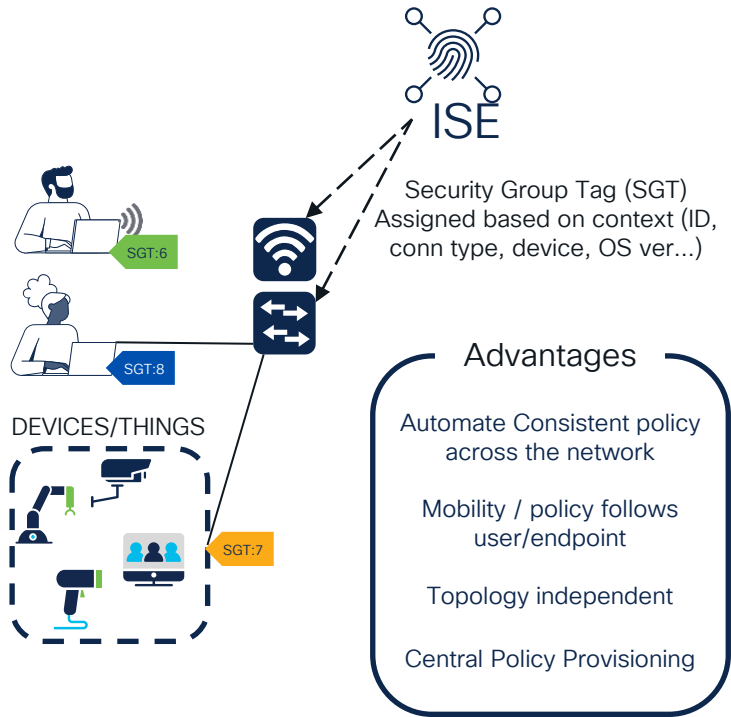 ISE
Security Group Tag (SGT)
Assigned based on context (ID,
conn type, device, OS ver...)
SGT:6
SGT:8
DEVICES/THINGS
SGT:7
Advantages
Automate Consistent policy
across the network
Mobility / policy follows
user/endpoint
Topology independent
Central Policy Provisioning